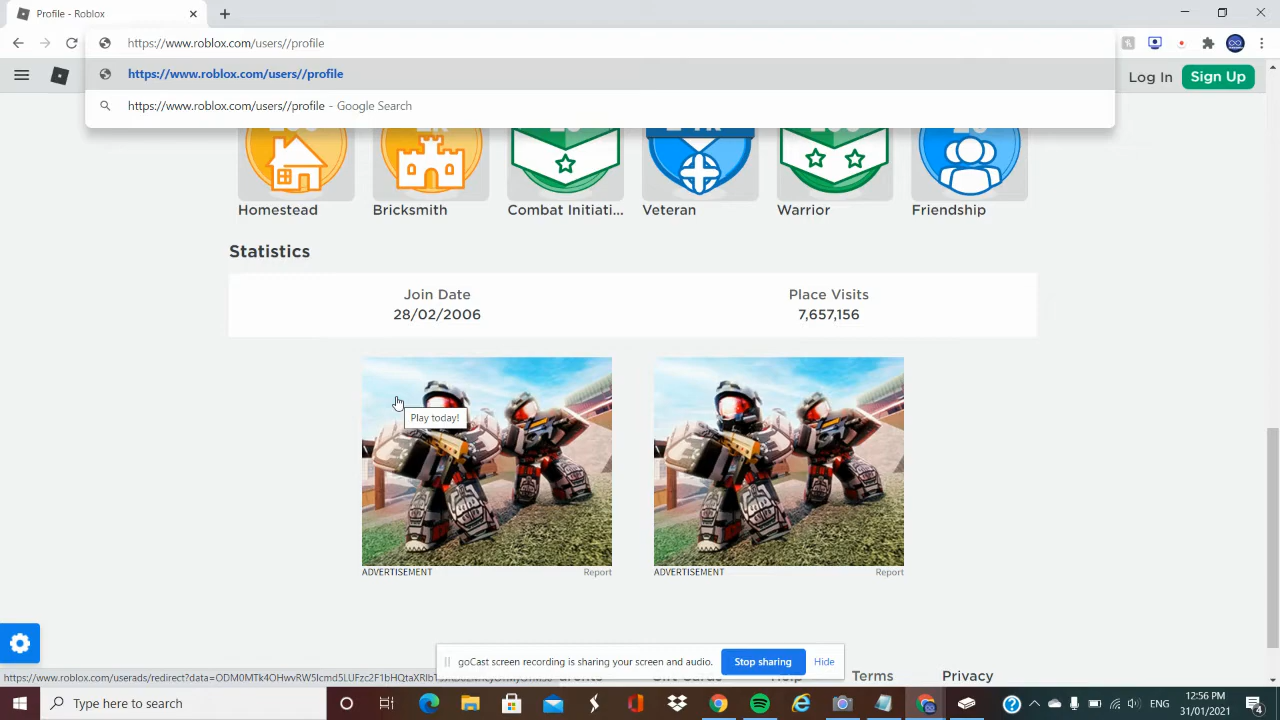 Profile - Roblox
https://www.roblox.com/users//profile
https://www.roblox.com/users//profile
https://www.roblox.com/users//profile - Google Search
Log In
Sign Up
Homestead
Bricksmith
Combat Initiati...
Veteran
Warrior
Friendship
Statistics
Join Date
28/02/2006
Place Visits
7,657,156
Play today!
ADVERTISEMENT
Report
ADVERTISEMENT
Report
goCast screen recording is sharing your screen and audio.
Stop sharing
Hide
Help
Terms
Privacy
Type here to search
ENG
12:56 PM
31/01/2021
4